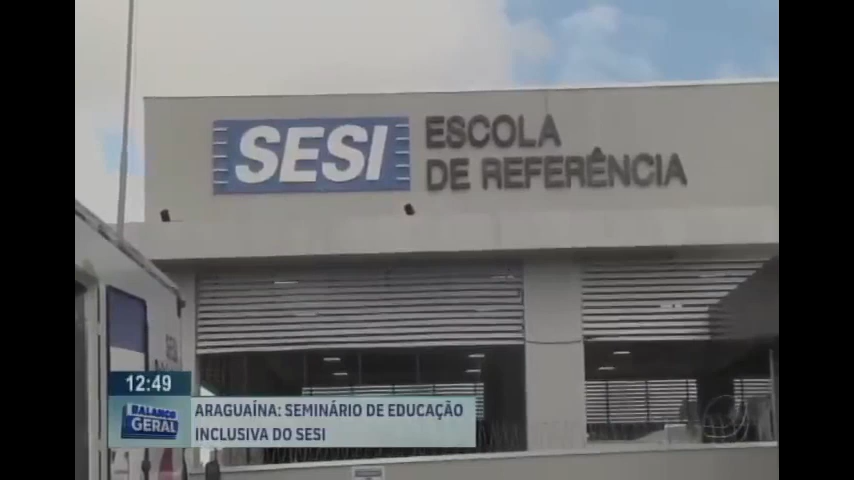 SESI
ESCOLA
DE REFERÊNCIA
12:49
BALANÇO
GERAL
ARAGUAÍNA: SEMINÁRIO DE EDUCAÇÃO
INCLUSIVA DO SESI